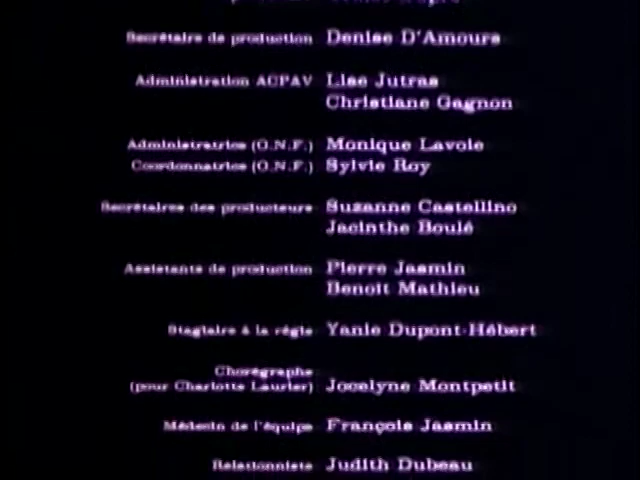 Secrétaire de production Denise D'Amours
Administration ACPAV Lise Jutras
Christiane Gagnon
Administratrice (O.N.F.) Monique Lavoie
Coordonnatrice (O.N.F.) Sylvie Roy
Secrétaires des producteurs Suzanne Castellino
Jacinthe Boulé
Assistants de production Pierre Jasmin
Benoit Mathieu
Stagiaire à la régie Yanie Dupont-Hébert
Chorégraphe
(pour Charlotte Laurier) Jocelyne Montpetit
Médecin de l'équipe François Jasmin
Relationniste Judith Dubeau